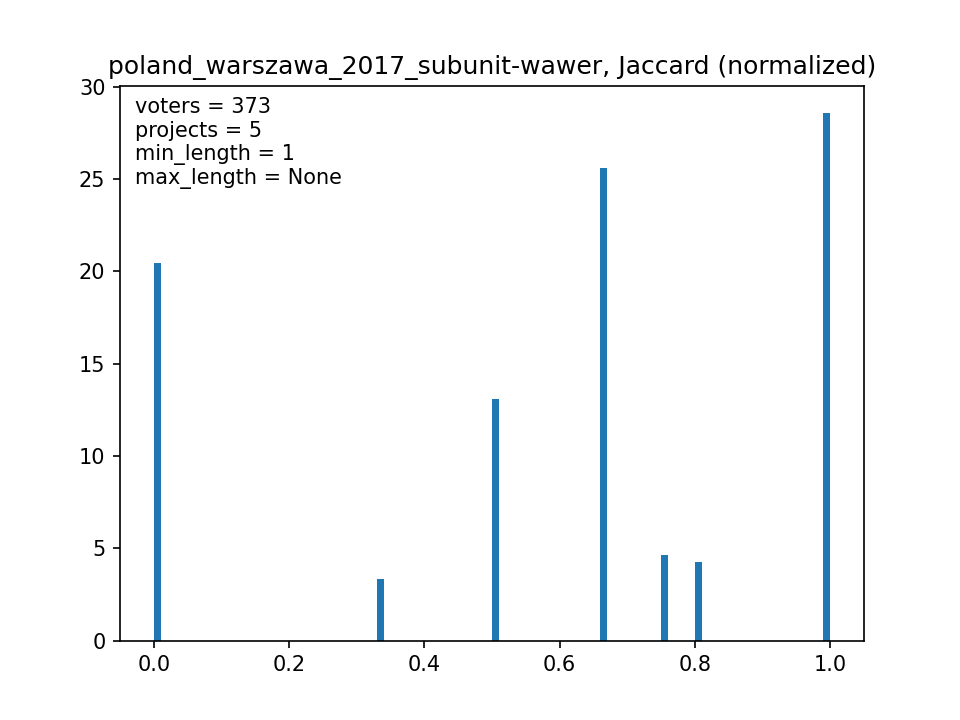 poland_warszawa_2017_subunit-wawer, Jaccard (normalized)
voters = 373
projects = 5
min_length = 1
max_length = None
30
25
20
15
10
5
0
0.0 0.2 0.4 0.6 0.8 1.0